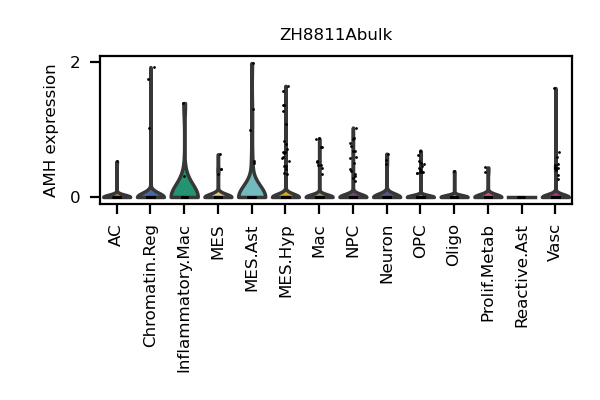 ZH8811Abulk
AMH expression
2
0
AC
Chromatin.Reg
Inflammatory.Mac
MES
MES.Ast
MES.Hyp
Mac
NPC
Neuron
OPC
Oligo
Prolif.Metab
Reactive.Ast
Vasc